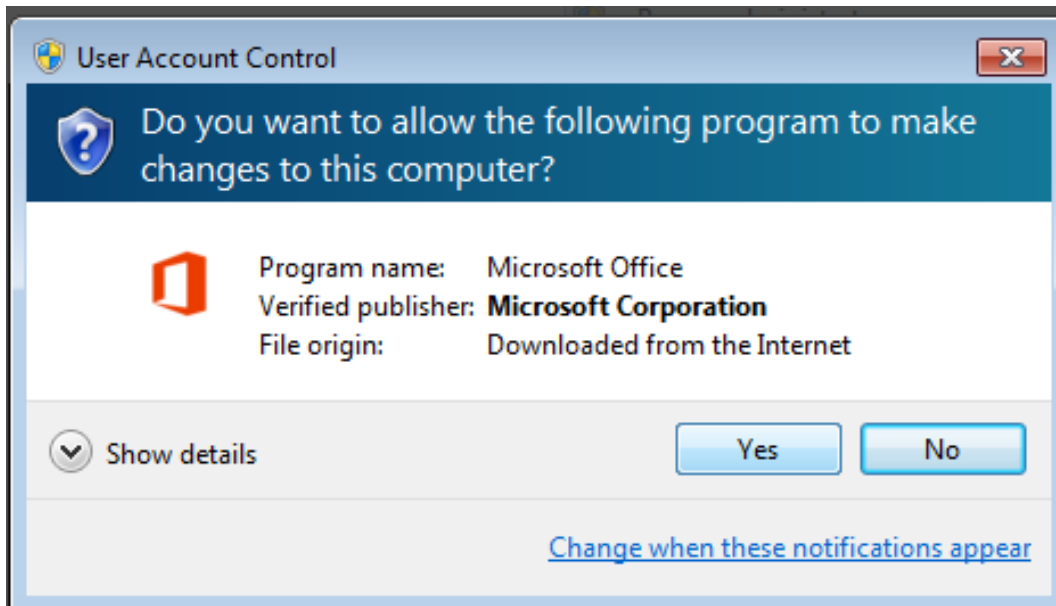 User Account Control
Do you want to allow the following program to make
changes to this computer?
Program name: Microsoft Office
Verified publisher: Microsoft Corporation
File origin: Downloaded from the Internet
Show details
Yes
No
Change when these notifications appear